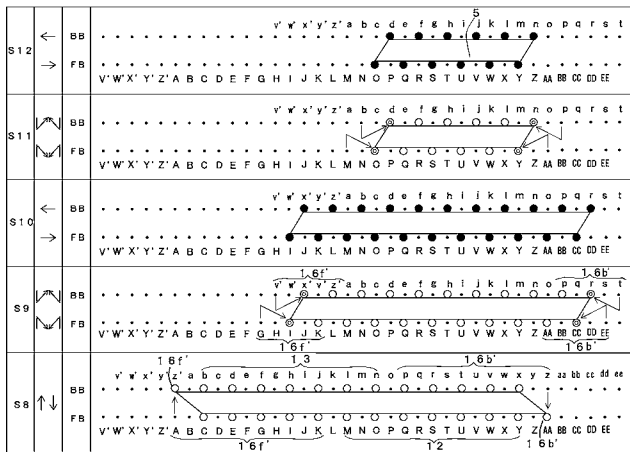 5
v' w' x' y' z' a b c d e f g h i j k l m n o p q r s t
S12 ← BB
→ FB
V' W' X' Y' Z' A B C D E F G H I J K L M N O P Q R S T U V W X Y Z AA BB CC DD EE
v' w' x' y' z' a b c d e f g h i j k l m n o p q r s t
S11 BB
FB
V' W' X' Y' Z' A B C D E F G H I J K L M N O P Q R S T U V W X Y Z AA BB CC DD EE
v' w' x' y' z' a b c d e f g h i j k l m n o p q r s t
S10 ← BB
→ FB
V' W' X' Y' Z' A B C D E F G H I J K L M N O P Q R S T U V W X Y Z AA BB CC DD EE
16f' 16b'
v' w' x' y' z' a b c d e f g h i j k l m n o p q r s t
S9 BB
FB
V' W' X' Y' Z' A B C D E F G H I J K L M N O P Q R S T U V W X Y Z AA BB CC DD EE
16f' 16b'
16f' 13 16b'
v' w' x' y' z' a b c d e f g h i j k l m n o p q r s t u v w x y z aa bb cc dd ee
S8 ↑ ↓ BB
FB
V' W' X' Y' Z' A B C D E F G H I J K L M N O P Q R S T U V W X Y Z AA BB CC DD EE
16f' 12 16b'